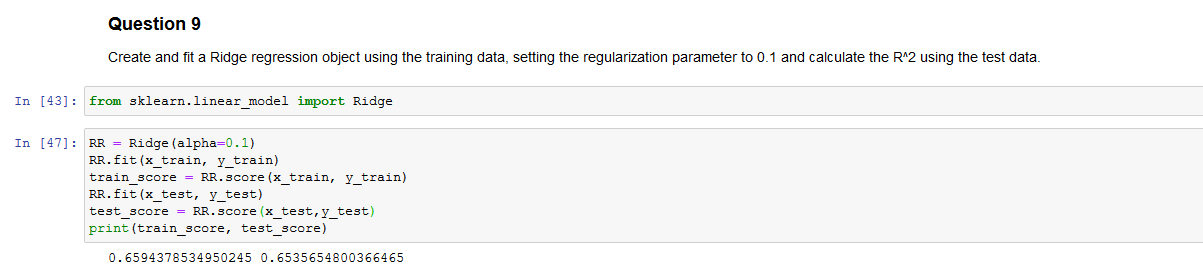 Question 9
Create and fit a Ridge regression object using the training data, setting the regularization parameter to 0.1 and calculate the R^2 using the test data.
In [43]: from sklearn.linear_model import Ridge
In [47]: RR = Ridge(alpha=0.1)
RR.fit(x_train, y_train)
train_score = RR.score(x_train, y_train)
RR.fit(x_test, y_test)
test_score = RR.score(x_test,y_test)
print(train_score, test_score)
0.6594378534950245 0.6535654800366465